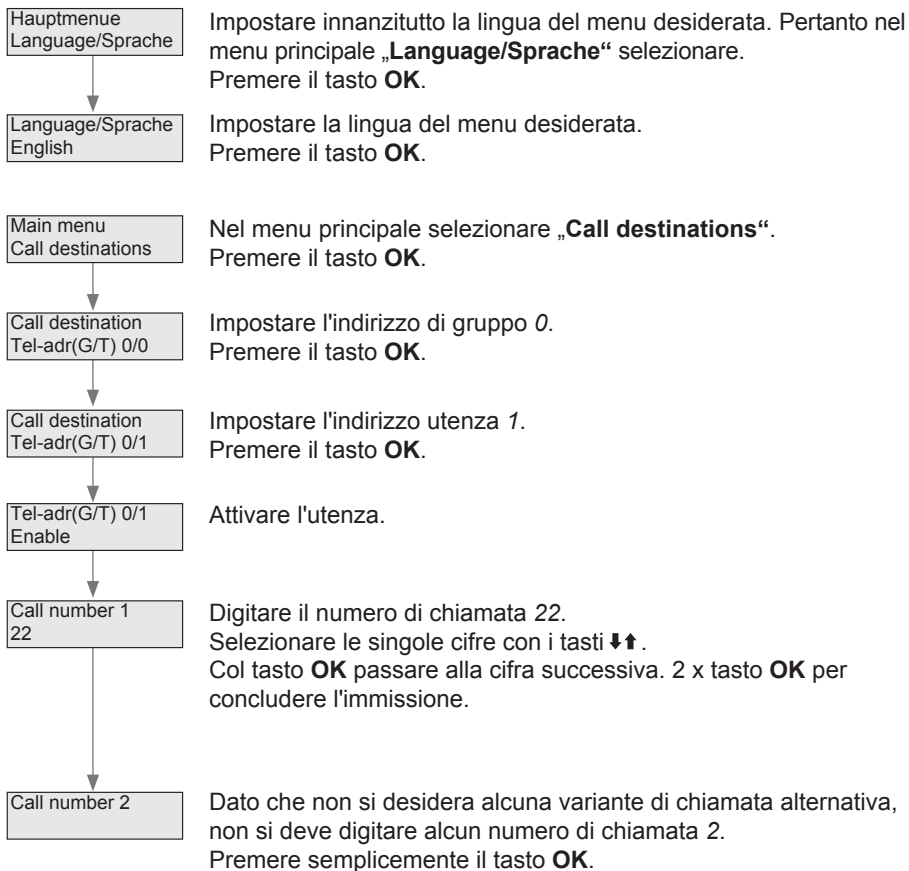 Hauptmenue
Language/Sprache
Impostare innanzitutto la lingua del menu desiderata. Pertanto nel
menu principale „Language/Sprache“ selezionare.
Premere il tasto OK.
Language/Sprache
English
Impostare la lingua del menu desiderata.
Premere il tasto OK.
Main menu
Call destinations
Nel menu principale selezionare „Call destinations“.
Premere il tasto OK.
Call destination
Tel-adr(G/T) 0/0
Impostare l'indirizzo di gruppo 0.
Premere il tasto OK.
Call destination
Tel-adr(G/T) 0/1
Impostare l'indirizzo utenza 1.
Premere il tasto OK.
Tel-adr(G/T) 0/1
Enable
Attivare l'utenza.
Call number 1
22
Digitare il numero di chiamata 22.
Selezionare le singole cifre con i tasti ⬇⬆.
Col tasto OK passare alla cifra successiva. 2 x tasto OK per
concludere l'immissione.
Call number 2
Dato che non si desidera alcuna variante di chiamata alternativa,
non si deve digitare alcun numero di chiamata 2.
Premere semplicemente il tasto OK.